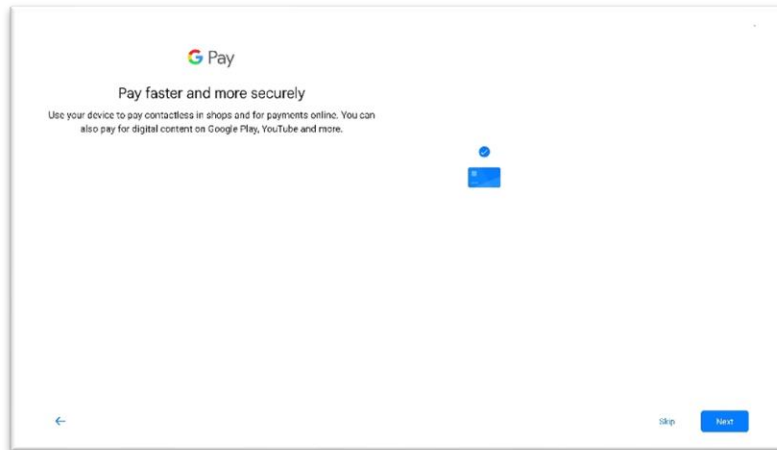 G Pay
Pay faster and more securely
Use your device to pay contactless in shops and for payments online. You can
also pay for digital content on Google Play, YouTube and more.
Skip
Next